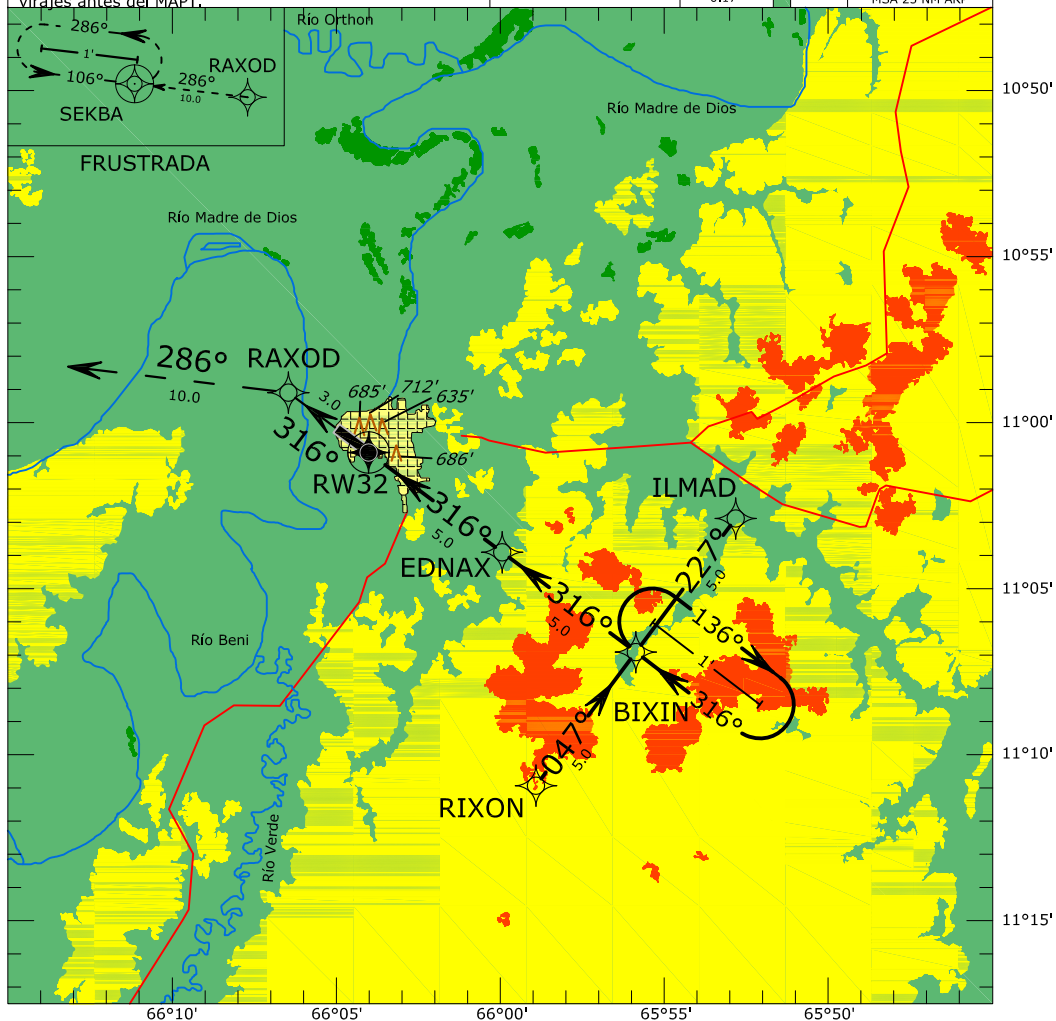 virajes antes del MAPT.
MSA 25 NM ARP
Río Orthon
286°
1'
106°
286°
10.0
RAXOD
SEKBA
FRUSTRADA
Río Madre de Dios
10°50'
Río Madre de Dios
10°55'
286°
10.0
RAXOD
3.0
316°
685'
712'
635'
686'
RW32
11°00'
316°
5.0
ILMAD
EDNAX
227°
5.0
11°05'
316°
5.0
136°
1'
316°
BIXIN
Río Beni
047°
5.0
11°10'
RIXON
Río Verde
11°15'
66°10'
66°05'
66°00'
65°55'
65°50'